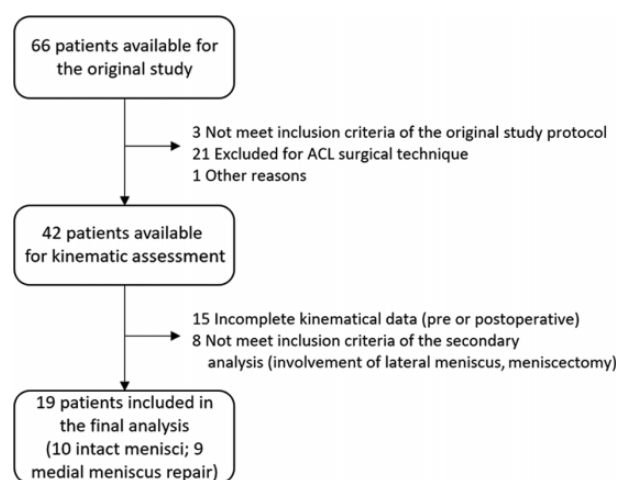 66 patients available for
the original study
3 Not meet inclusion criteria of the original study protocol
21 Excluded for ACL surgical technique
1 Other reasons
42 patients available
for kinematic assessment
15 Incomplete kinematical data (pre or postoperative)
8 Not meet inclusion criteria of the secondary
analysis (involvement of lateral meniscus, meniscectomy)
19 patients included in
the final analysis
(10 intact menisci; 9
medial meniscus repair)